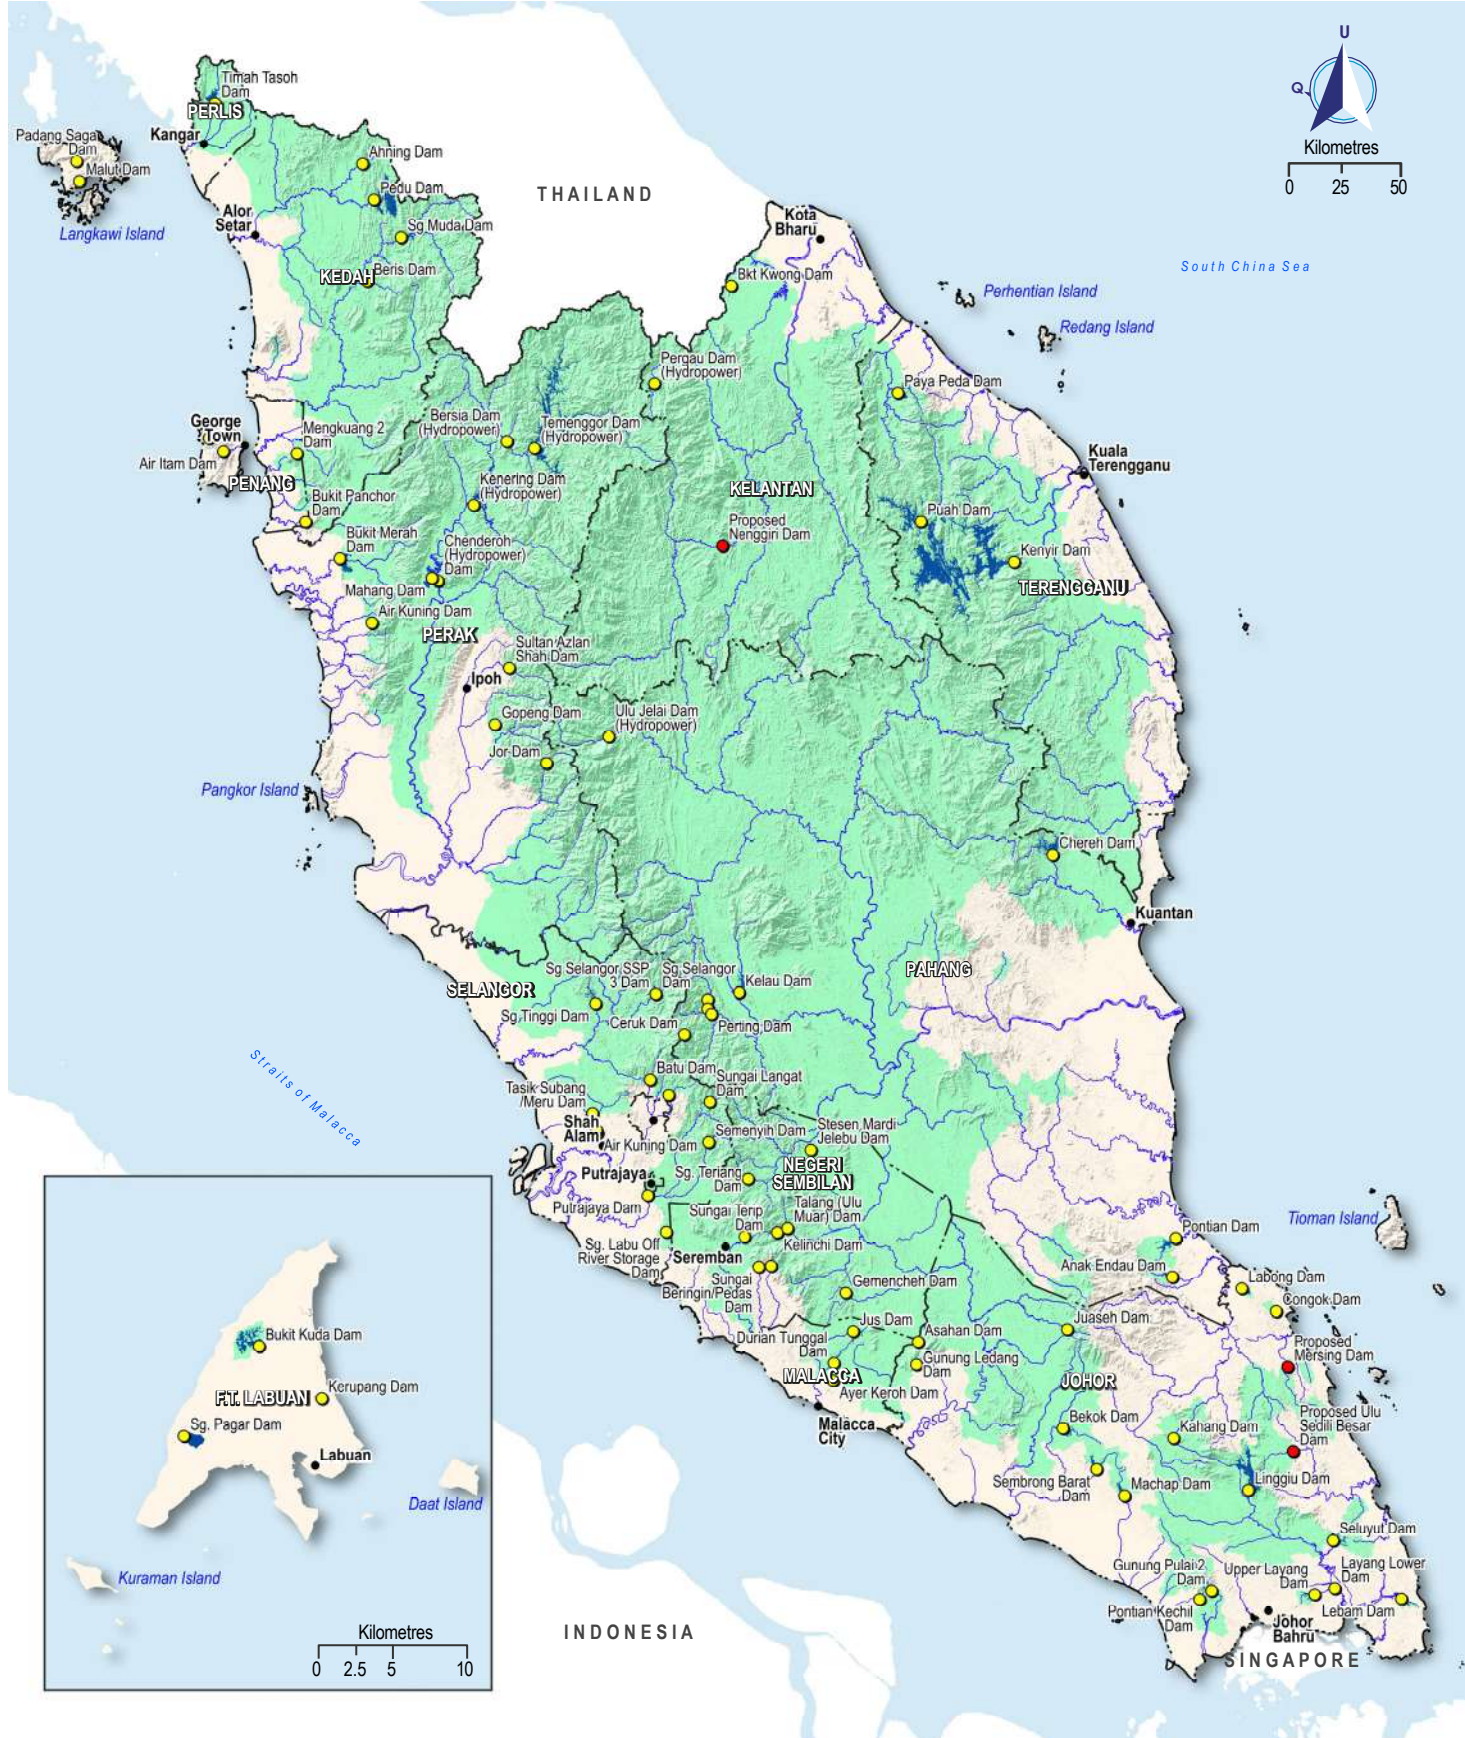 U
Q
Kilometres
0 25 50
Timah Tasoh
Dam
PERLIS
Kangar
Padang Saga
Dam
Malut Dam
Langkawi Island
Ahning Dam
Pedu Dam
Alor
Setar
Sg Muda Dam
KEDAH
Beris Dam
THAILAND
Kota
Bharu
Bkt Kwong Dam
South China Sea
Perhentian Island
Redang Island
Pergau Dam
(Hydropower)
Paya Peda Dam
George
Town
Air Itam Dam
Mengkuang 2
Dam
PENANG
Bersia Dam
(Hydropower)
Temenggor Dam
(Hydropower)
Kuala
Terengganu
Kenering Dam
(Hydropower)
KELANTAN
Bukit Panchor
Dam
Bukit Merah
Dam
Chenderoh
(Hydropower)
Dam
Proposed
Nenggiri Dam
Puah Dam
Kenyir Dam
TERENGGANU
Mahang Dam
Air Kuning Dam
PERAK
Sultan Azlan
Shah Dam
Ipoh
Gopeng Dam
Ulu Jelai Dam
(Hydropower)
Jor Dam
Pangkor Island
Chereh Dam
Kuantan
PAHANG
SELANGOR
Sg Selangor SSP
3 Dam
Sg Selangor
Dam
Kelau Dam
Sg Tinggi Dam
Ceruk Dam
Perting Dam
Straits of Malacca
Batu Dam
Sungai Langat
Dam
Tasik Subang
/Meru Dam
Shah
Alam
Air Kuning Dam
Semenyih Dam
Stesen Mardi
Jelebu Dam
NEGERI
SEMBILAN
Putrajaya
Sg. Teriang
Dam
Putrajaya Dam
Sungai Terip
Dam
Talang (Ulu
Muar) Dam
Sg. Labu Off
River Storage
Dam
Seremban
Kelinchi Dam
Sungai
Beringin/Pedas
Dam
Gemencheh Dam
Pontian Dam
Tioman Island
Anak Endau Dam
Labong Dam
Congok Dam
Jus Dam
Asahan Dam
Juaseh Dam
Durian Tunggal
Dam
Gunung Ledang
Dam
Proposed
Mersing Dam
MALACCA
Ayer Keroh Dam
JOHOR
Malacca
City
Bekok Dam
Kahang Dam
Proposed Ulu
Sedili Besar
Dam
Sembrong Barat
Dam
Machap Dam
Linggiu Dam
Seluyut Dam
Gunung Pulai 2
Dam
Upper Layang
Dam
Layang Lower
Dam
Pontian Kechil
Dam
Lebam Dam
Johor
Bahru
SINGAPORE
INDONESIA
Bukit Kuda Dam
Kerupang Dam
F.T. LABUAN
Sg. Pagar Dam
Labuan
Daat Island
Kuraman Island
Kilometres
0 2.5 5 10